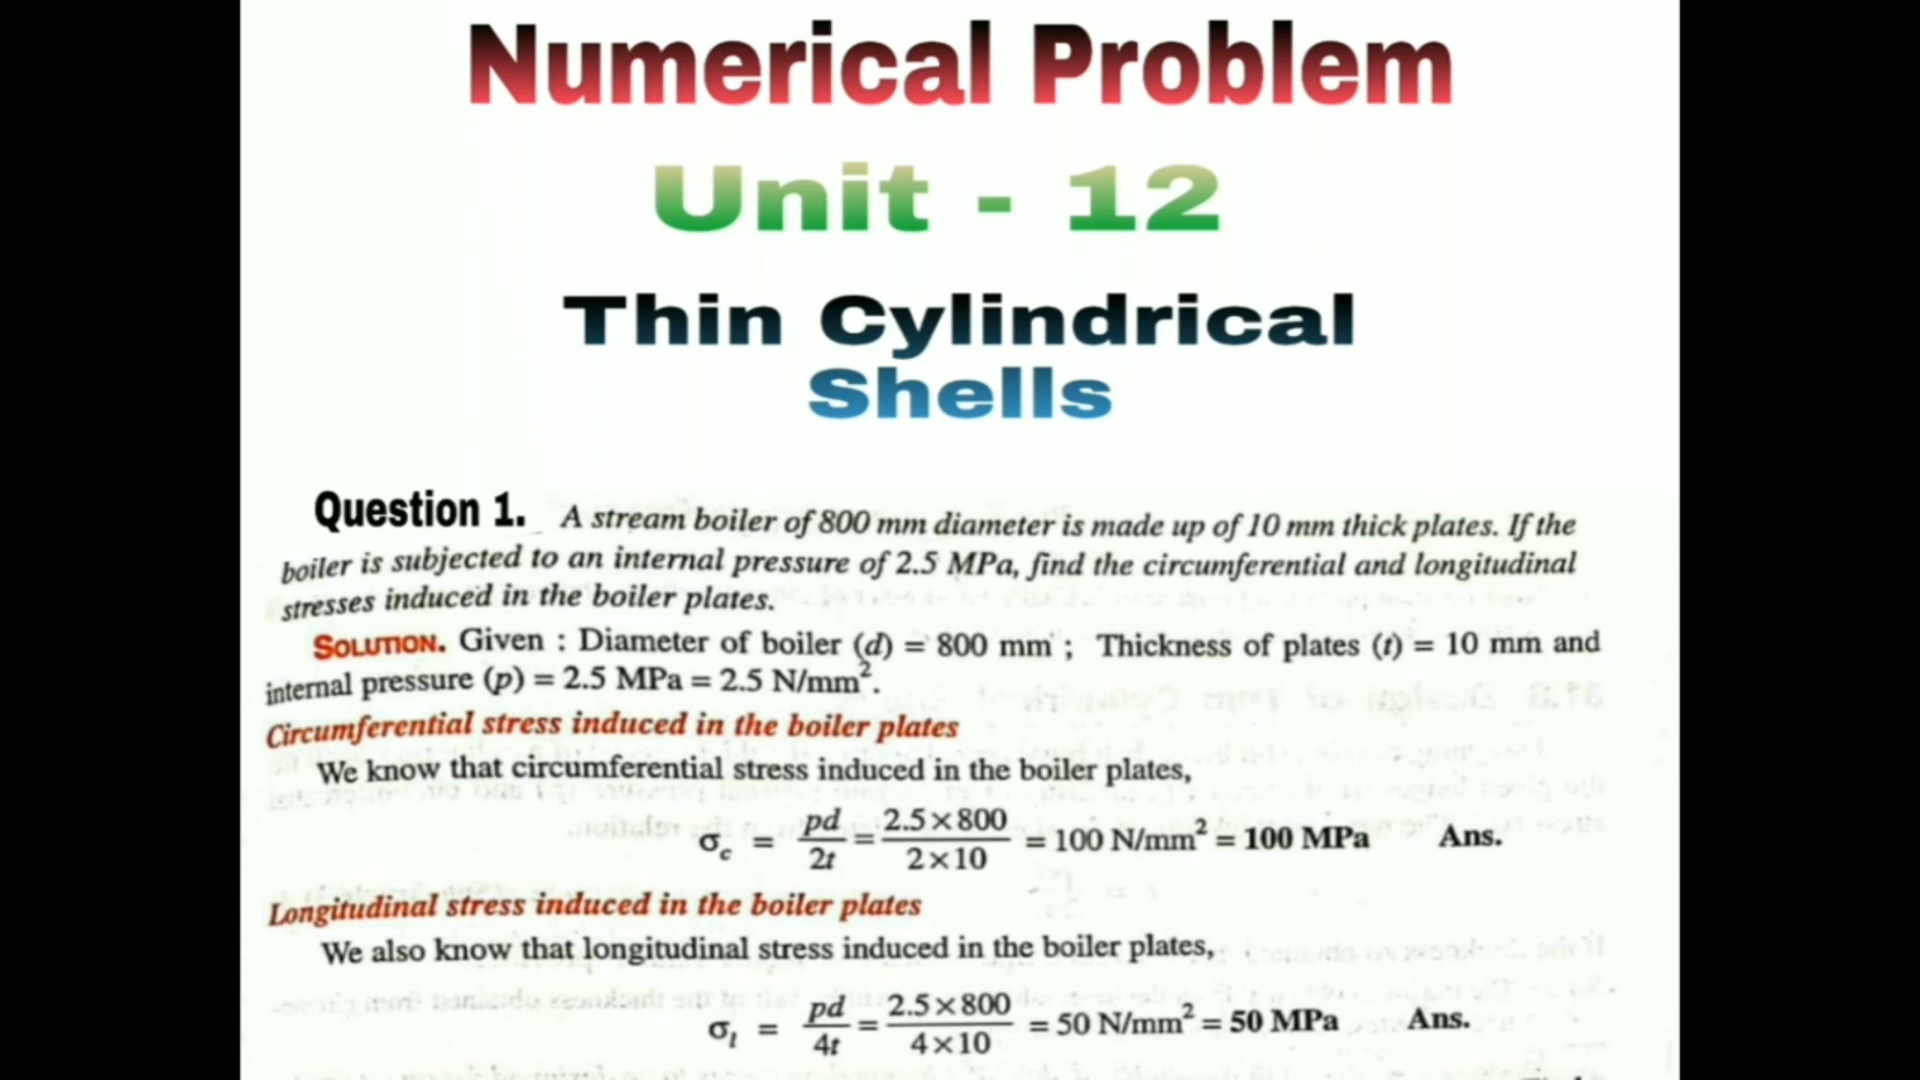 Numerical Problem
Unit - 12
Thin Cylindrical
Shells
Question 1. A stream boiler of 800 mm diameter is made up of 10 mm thick plates. If the
boiler is subjected to an internal pressure of 2.5 MPa, find the circumferential and longitudinal
stresses induced in the boiler plates.
SOLUTION. Given : Diameter of boiler (d) = 800 mm ; Thickness of plates (t) = 10 mm and
internal pressure (p) = 2.5 MPa = 2.5 N/mm².
Circumferential stress induced in the boiler plates
We know that circumferential stress induced in the boiler plates,
σc = pd/2t = 2.5×800/2×10 = 100 N/mm² = 100 MPa Ans.
Longitudinal stress induced in the boiler plates
We also know that longitudinal stress induced in the boiler plates,
σl = pd/4t = 2.5×800/4×10 = 50 N/mm² = 50 MPa Ans.